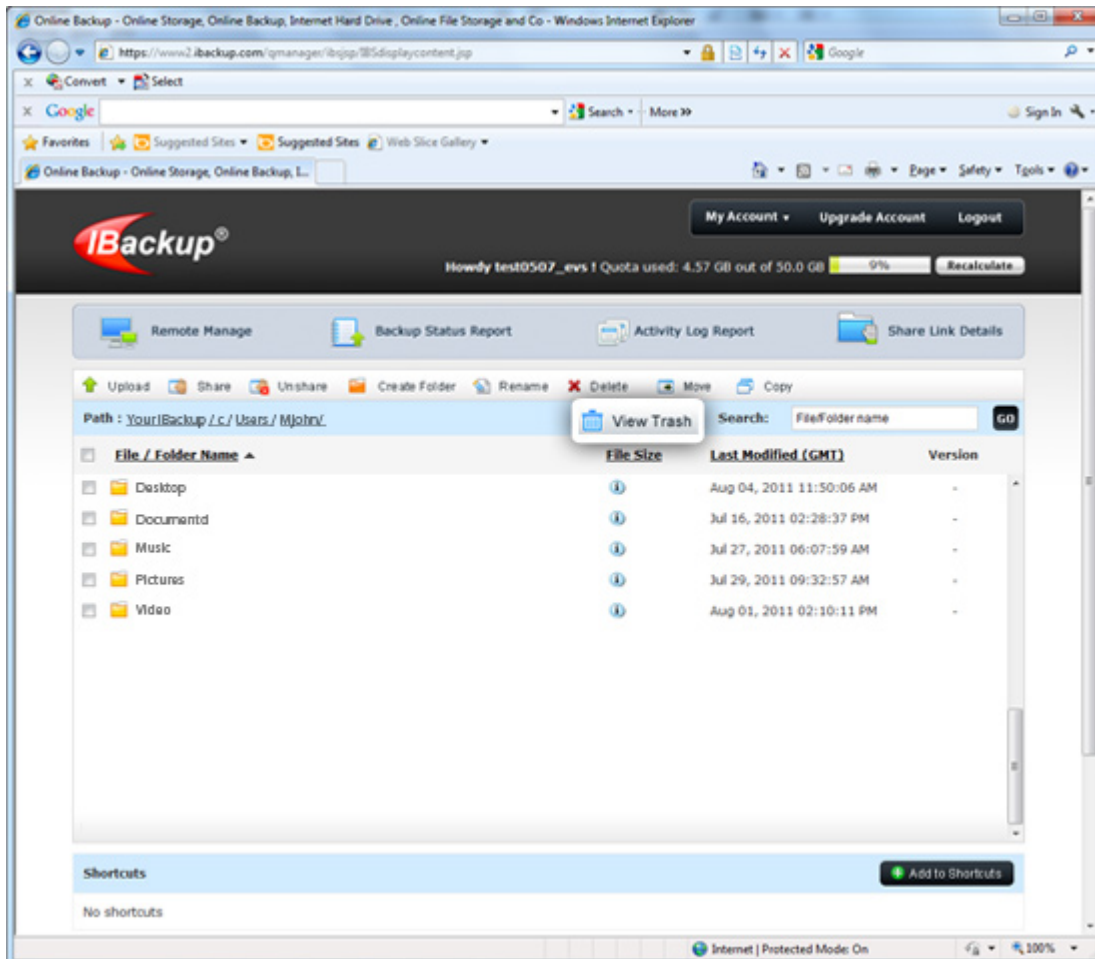 Online Backup - Online Storage, Online Backup, Internet Hard Drive , Online File Storage and Co - Windows Internet Explorer
https://www2.ibackup.com/qmanager/ibsjsp/IBSdisplaycontent.jsp Google
x Convert Select
x Google Search More >> Sign In
Favorites Suggested Sites Suggested Sites Web Slice Gallery
Online Backup - Online Storage, Online Backup, I... Page Safety Tools
My Account Upgrade Account Logout
IBackup®
Howdy test0507_evs ! Quota used: 4.57 GB out of 50.0 GB 9% Recalculate
Remote Manage Backup Status Report Activity Log Report Share Link Details
Upload Share Unshare Create Folder Rename Delete Move Copy
Path : YourIBackup / c / Users / Mjohn/ View Trash Search: File/Folder name GO
File / Folder Name File Size Last Modified (GMT) Version
Desktop Aug 04, 2011 11:50:06 AM -
Documentd Jul 16, 2011 02:28:37 PM -
Music Jul 27, 2011 06:07:59 AM -
Pictures Jul 29, 2011 09:32:57 AM -
Video Aug 01, 2011 02:10:11 PM -
Shortcuts Add to Shortcuts
No shortcuts
Internet | Protected Mode: On 100%